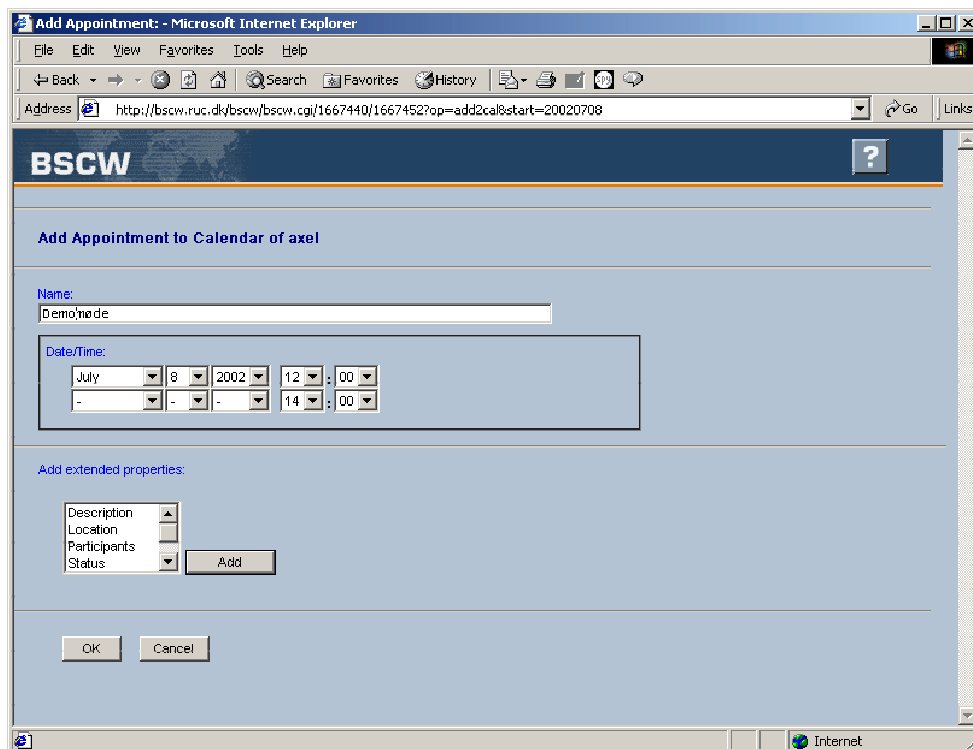 Add Appointment: - Microsoft Internet Explorer
File Edit View Favorites Tools Help
Back Search Favorites History
Address http://bscw.ruc.dk/bscw/bscw.cgi/1667440/1667452?op=add2cal&start=20020708 Go Links
BSCW ?
Add Appointment to Calendar of axel
Name:
Demomøde
Date/Time:
July 8 2002 12 : 00
- - - 14 : 00
Add extended properties:
Description
Location
Participants
Status
Add
OK Cancel
Internet